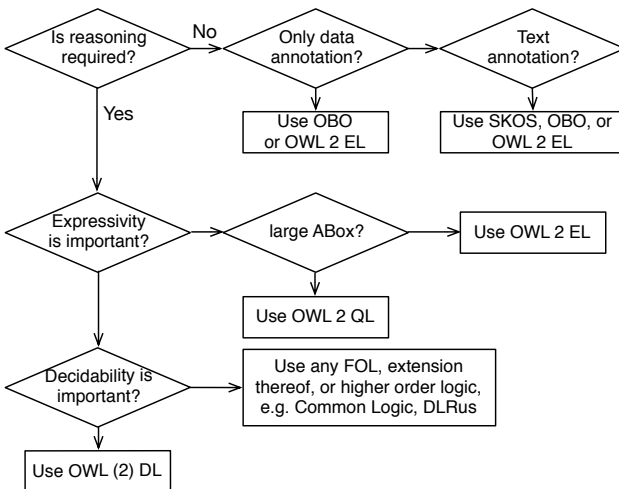 Is reasoning
required?
No
Only data
annotation?
Text
annotation?
Yes
Use OBO
or OWL 2 EL
Use SKOS, OBO, or
OWL 2 EL
Expressivity
is important?
large ABox?
Use OWL 2 EL
Use OWL 2 QL
Decidability is
important?
Use any FOL, extension
thereof, or higher order logic,
e.g. Common Logic, DLRus
Use OWL (2) DL